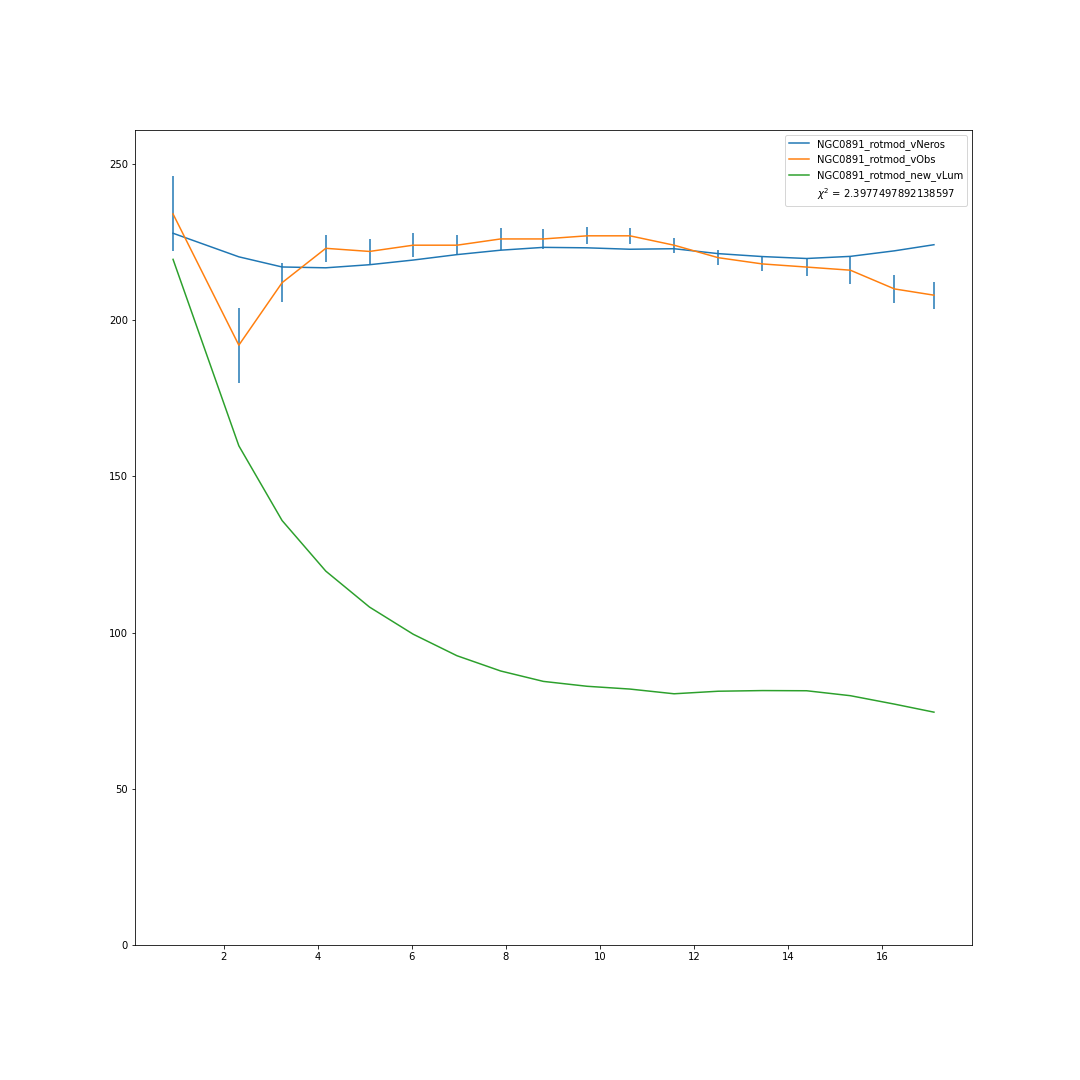 NGC0891_rotmod_vNeros
NGC0891_rotmod_vObs
NGC0891_rotmod_new_vLum
χ² = 2.3977497892138597
250
200
150
100
50
0
2 4 6 8 10 12 14 16